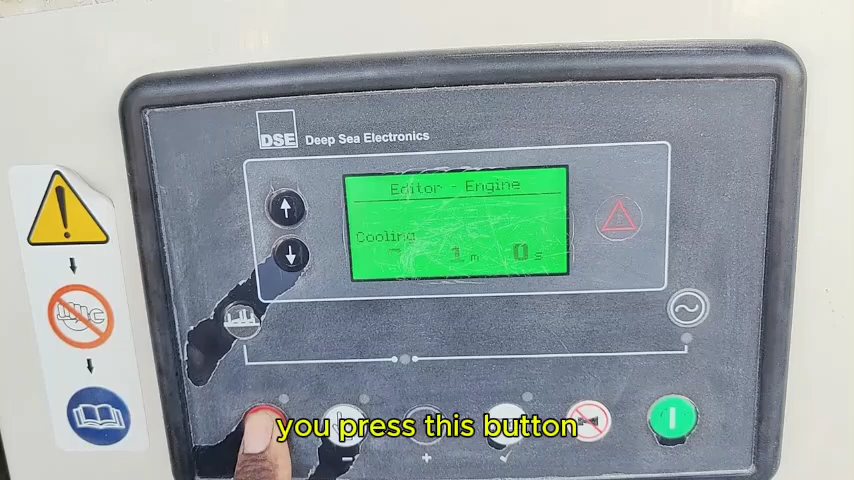 DSE Deep Sea Electronics
Editor - Engine
Cooling
1 m 0 s
you press this button